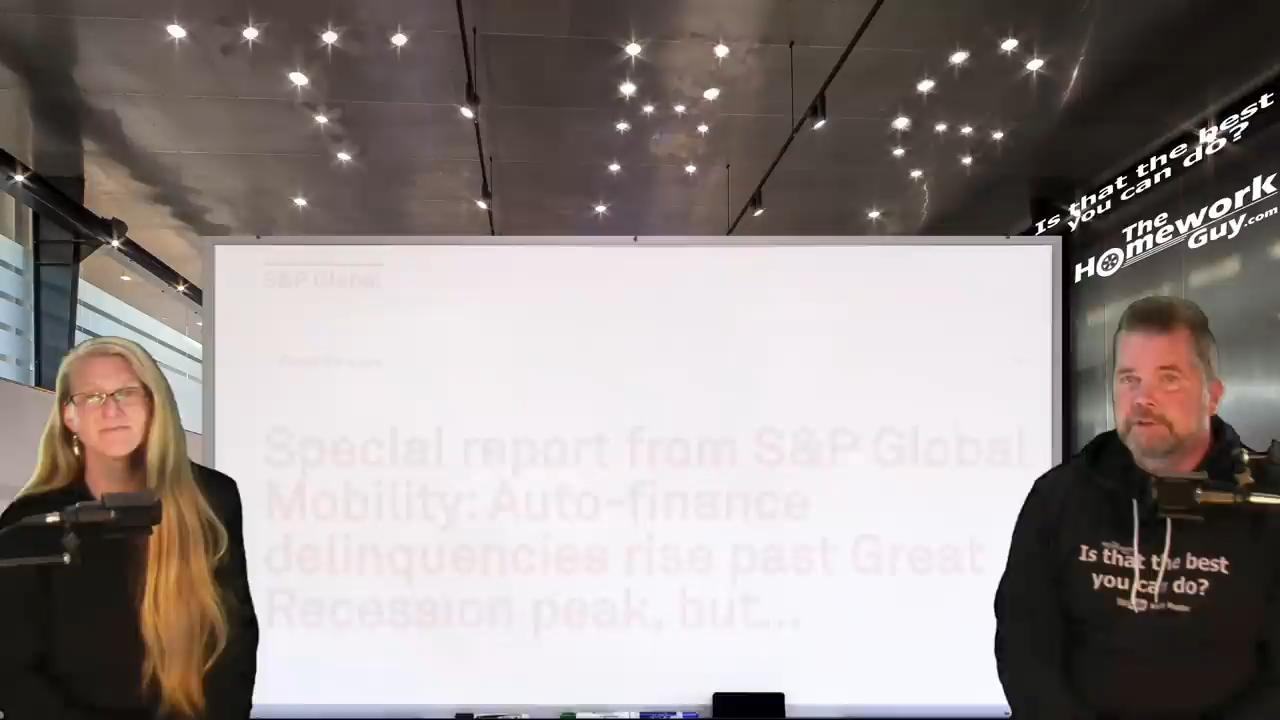 Is that the best
you can do?
The
Homework
Guy.com
S&P Global
Special report from S&P Global
Mobility: Auto-finance
delinquencies rise past Great
Recession peak, but...
Is that the best
you can do?